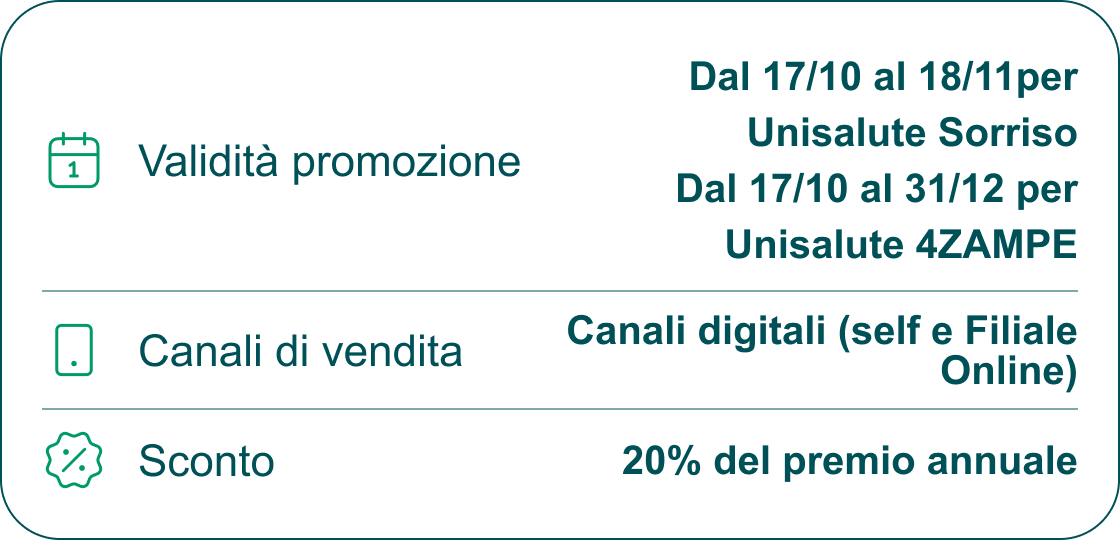 Validità promozione
Dal 17/10 al 18/11per
Unisalute Sorriso
Dal 17/10 al 31/12 per
Unisalute 4ZAMPE
1
Canali di vendita
Canali digitali (self e Filiale
Online)
Sconto
20% del premio annuale